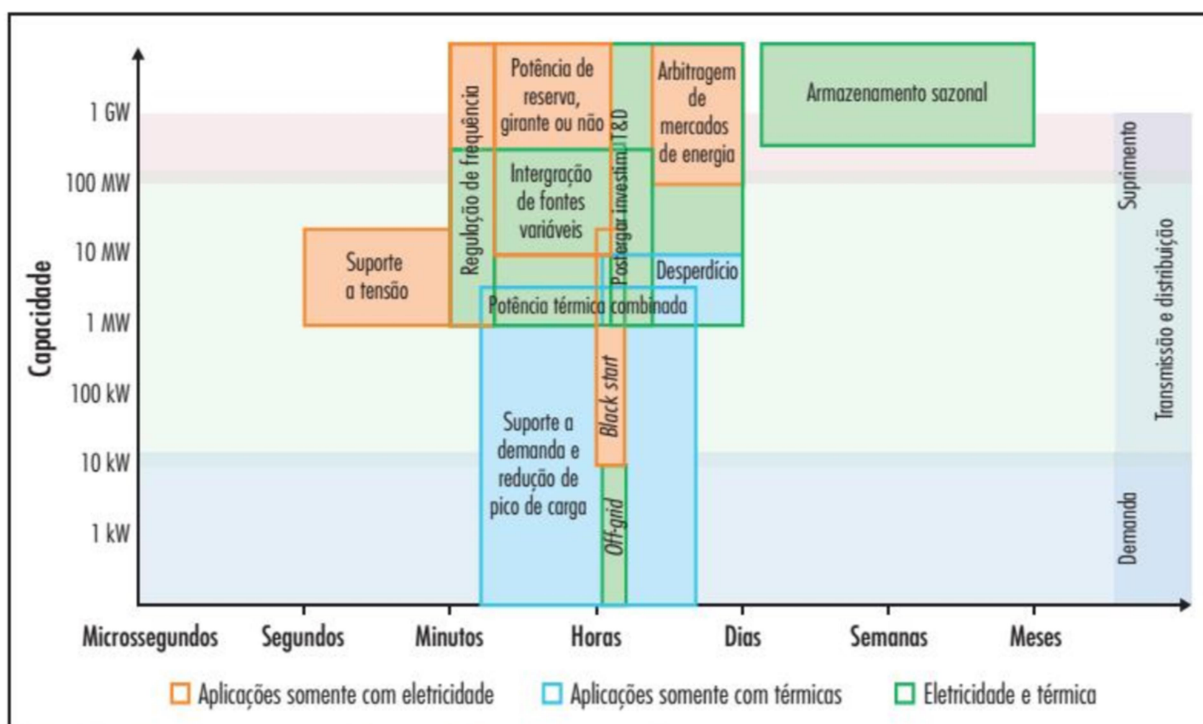 Capacidade
1 GW
100 MW
10 MW
1 MW
100 kW
10 kW
1 kW
Suporte
a tensão
Regulação de frequência
Potência de
reserva,
girante ou não
Intergração
de fontes
variáveis
Postergar investim. T&D
Arbitragem
de
mercados
de energia
Armazenamento sazonal
Desperdício
Potência térmica combinada
Suporte a
demanda e
redução de
pico de carga
Black start
Off-grid
Suprimento
Transmissão e distribuição
Demanda
Microssegundos
Segundos
Minutos
Horas
Dias
Semanas
Meses
Aplicações somente com eletricidade
Aplicações somente com térmicas
Eletricidade e térmica